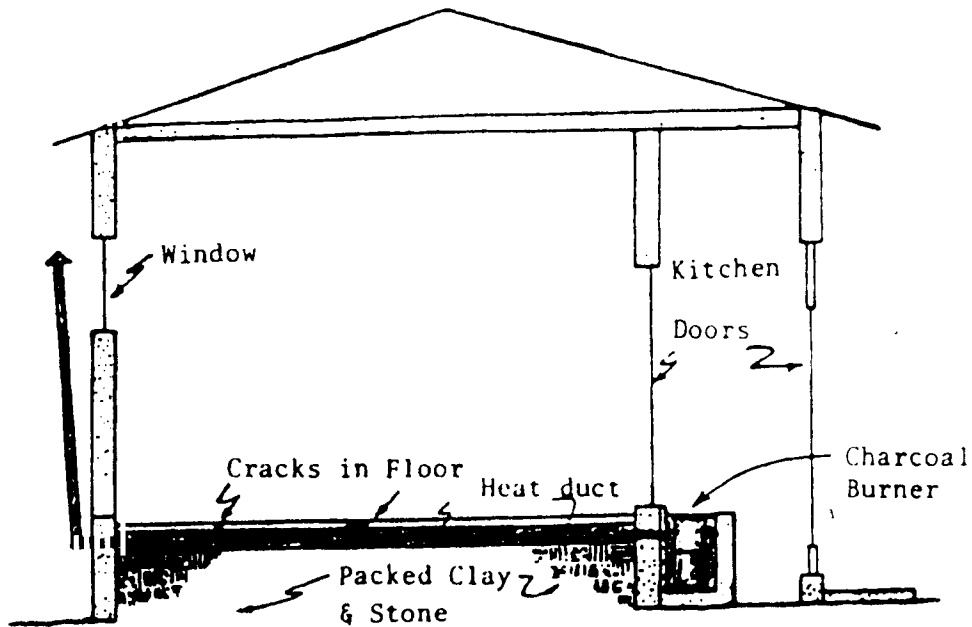 Window
Kitchen
Doors
Cracks in Floor
Heat duct
Charcoal
Burner
Packed Clay
& Stone